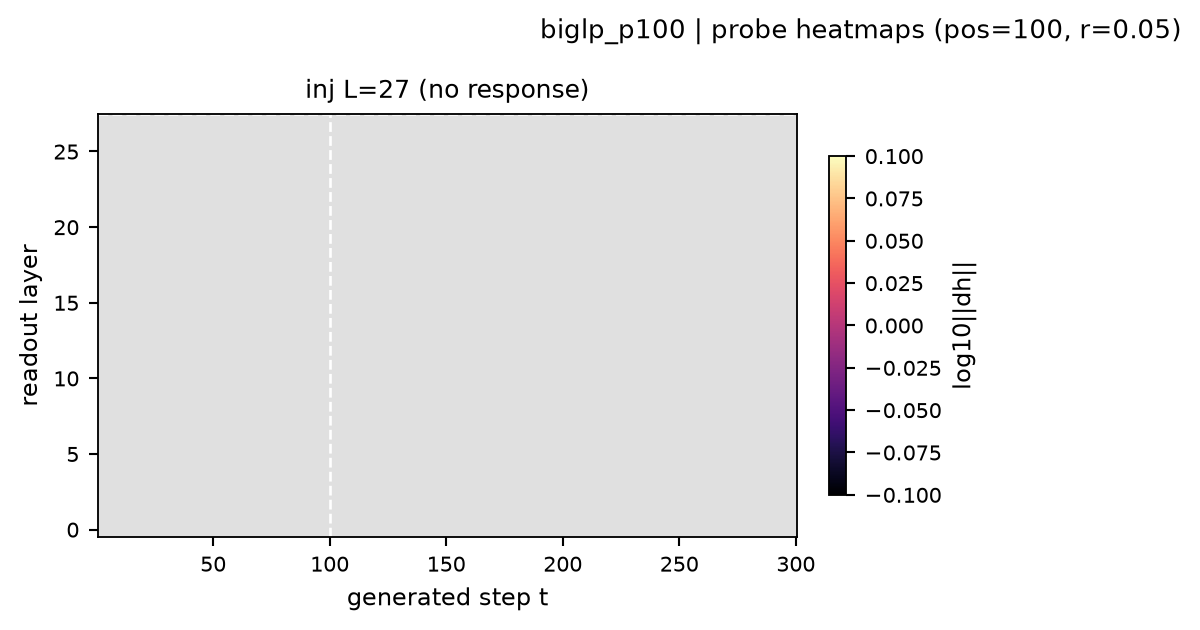 biglp_p100 | probe heatmaps (pos=100, r=0.05)
inj L=27 (no response)
readout layer
25
20
15
10
5
0
50 100 150 200 250 300
generated step t
0.100
0.075
0.050
0.025
0.000
−0.025
−0.050
−0.075
−0.100
log10||dh||